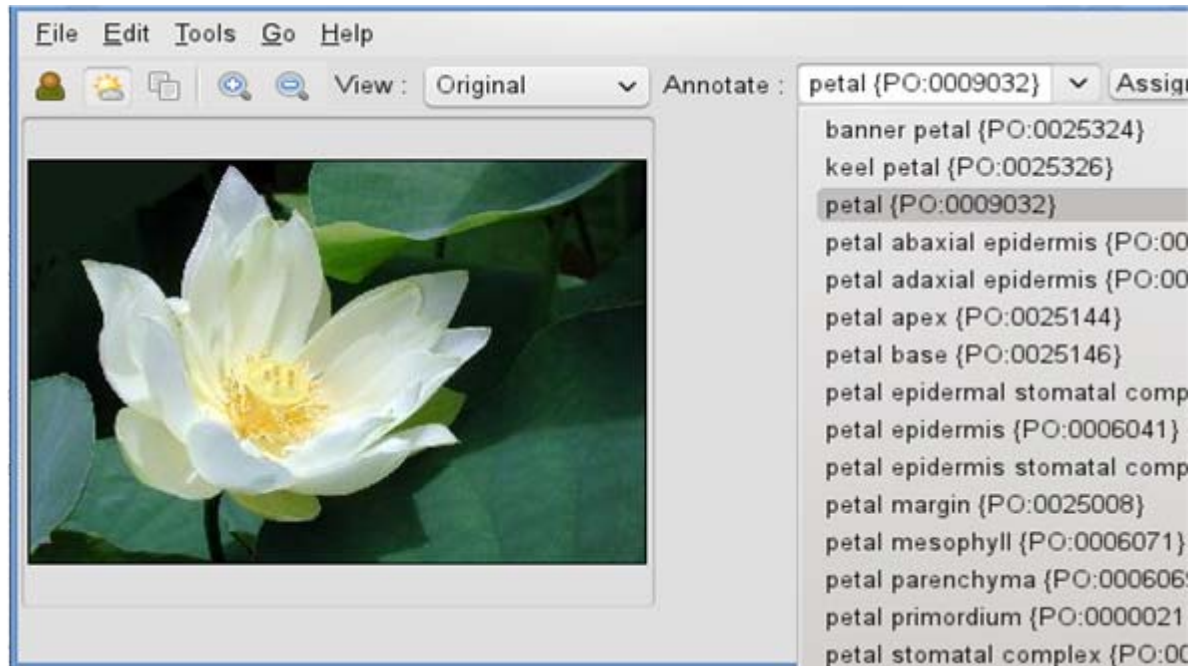 File Edit Tools Go Help
View : Original Annotate : petal {PO:0009032} Assig
banner petal {PO:0025324}
keel petal {PO:0025326}
petal {PO:0009032}
petal abaxial epidermis {PO:00
petal adaxial epidermis {PO:00
petal apex {PO:0025144}
petal base {PO:0025146}
petal epidermal stomatal comp
petal epidermis {PO:0006041}
petal epidermis stomatal comp
petal margin {PO:0025008}
petal mesophyll {PO:0006071}
petal parenchyma {PO:0006069
petal primordium {PO:0000021
petal stomatal complex {PO:00